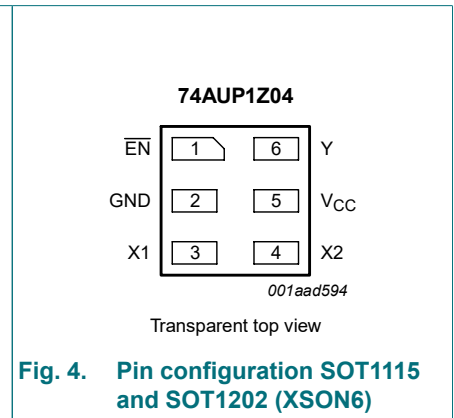 74AUP1Z04
E̅N̅ 1 6 Y
GND 2 5 VCC
X1 3 4 X2
001aad594
Transparent top view
Fig. 4. Pin configuration SOT1115
and SOT1202 (XSON6)